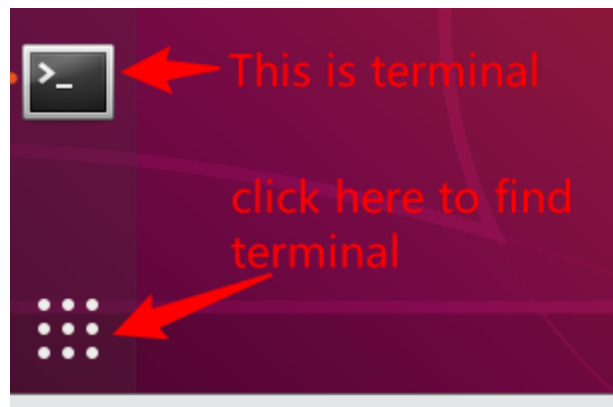 >_
This is terminal
click here to find
terminal